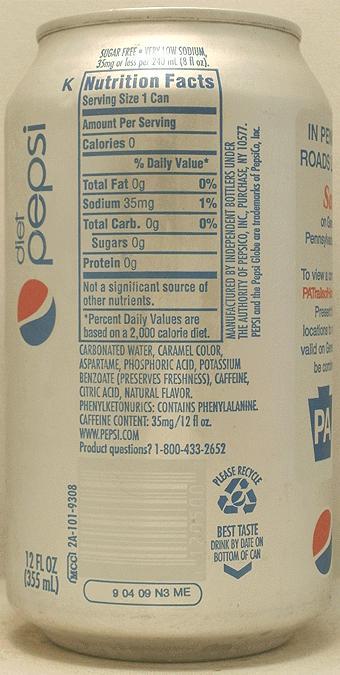 SUGAR FREE • VERY LOW SODIUM,
35mg or less per 240 mL (8 fl oz).
K
Nutrition Facts
Serving Size 1 Can
Amount Per Serving
Calories 0
% Daily Value*
Total Fat 0g 0%
Sodium 35mg 1%
Total Carb. 0g 0%
Sugars 0g
Protein 0g
Not a significant source of
other nutrients.
*Percent Daily Values are
based on a 2,000 calorie diet.
MANUFACTURED BY INDEPENDENT BOTTLERS UNDER
THE AUTHORITY OF PEPSICO, INC., PURCHASE, NY 10577.
PEPSI and the Pepsi Globe are trademarks of PepsiCo, Inc.
CARBONATED WATER, CARAMEL COLOR,
ASPARTAME, PHOSPHORIC ACID, POTASSIUM
BENZOATE (PRESERVES FRESHNESS), CAFFEINE,
CITRIC ACID, NATURAL FLAVOR.
PHENYLKETONURICS: CONTAINS PHENYLALANINE.
CAFFEINE CONTENT: 35mg/12 fl oz.
WWW.PEPSI.COM
Product questions? 1-800-433-2652
diet
pepsi
12 FL OZ
(355 mL)
MCC 2A-101-9308
9 04 09 N3 ME
PLEASE RECYCLE
BEST TASTE
DRINK BY DATE ON
BOTTOM OF CAN
IN
ROADS
on
To view a
valid on
PA